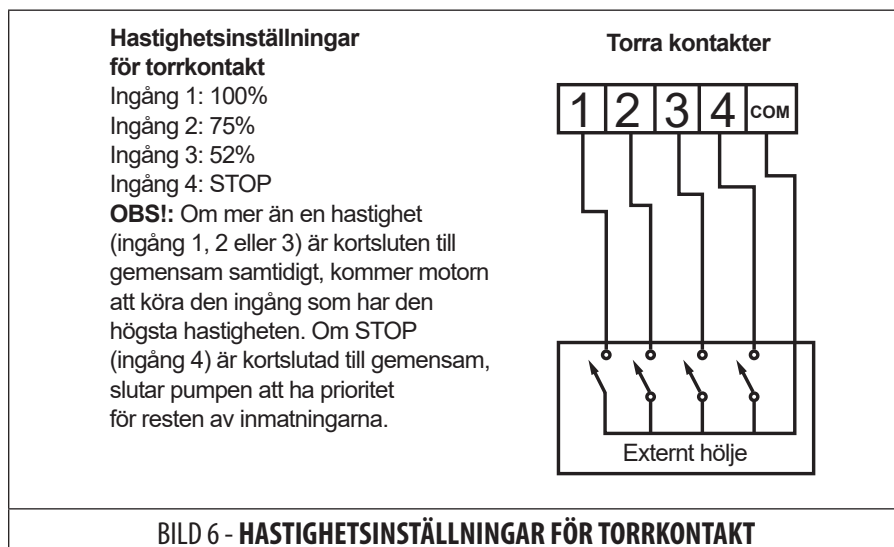 Hastighetsinställningar
för torrkontakt
Ingång 1: 100%
Ingång 2: 75%
Ingång 3: 52%
Ingång 4: STOP
OBS!: Om mer än en hastighet
(ingång 1, 2 eller 3) är kortsluten till
gemensam samtidigt, kommer motorn
att köra den ingång som har den
högsta hastigheten. Om STOP
(ingång 4) är kortslutad till gemensam,
slutar pumpen att ha prioritet
för resten av inmatningarna.
Torra kontakter
1 2 3 4 COM
Externt hölje
BILD 6 - HASTIGHETSINSTÄLLNINGAR FÖR TORRKONTAKT